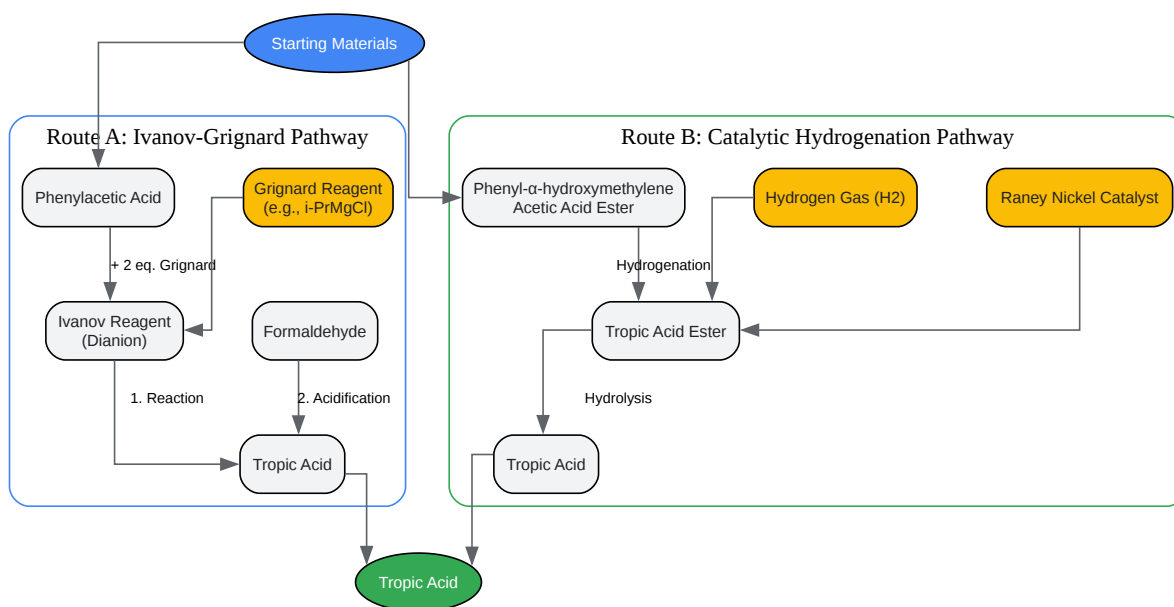 Starting Materials
Route A: Ivanov-Grignard Pathway
Route B: Catalytic Hydrogenation Pathway
Phenylacetic Acid
Grignard Reagent
(e.g., i-PrMgCl)
Phenyl-α-hydroxymethylene
Acetic Acid Ester
Hydrogen Gas (H2)
Raney Nickel Catalyst
+ 2 eq. Grignard
Hydrogenation
Ivanov Reagent
(Dianion)
Formaldehyde
Tropic Acid Ester
1. Reaction
2. Acidification
Hydrolysis
Tropic Acid
Tropic Acid
Tropic Acid